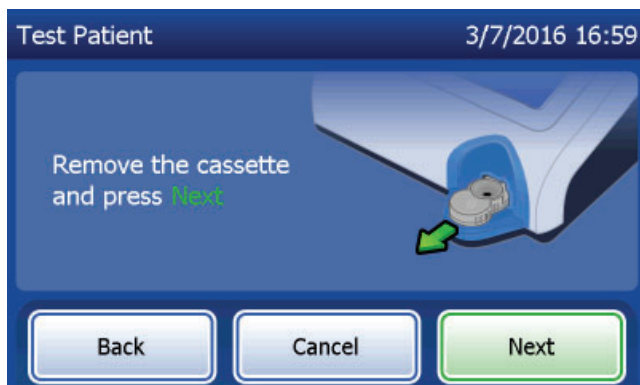 Test Patient 3/7/2016 16:59
Remove the cassette
and press Next
Back Cancel Next